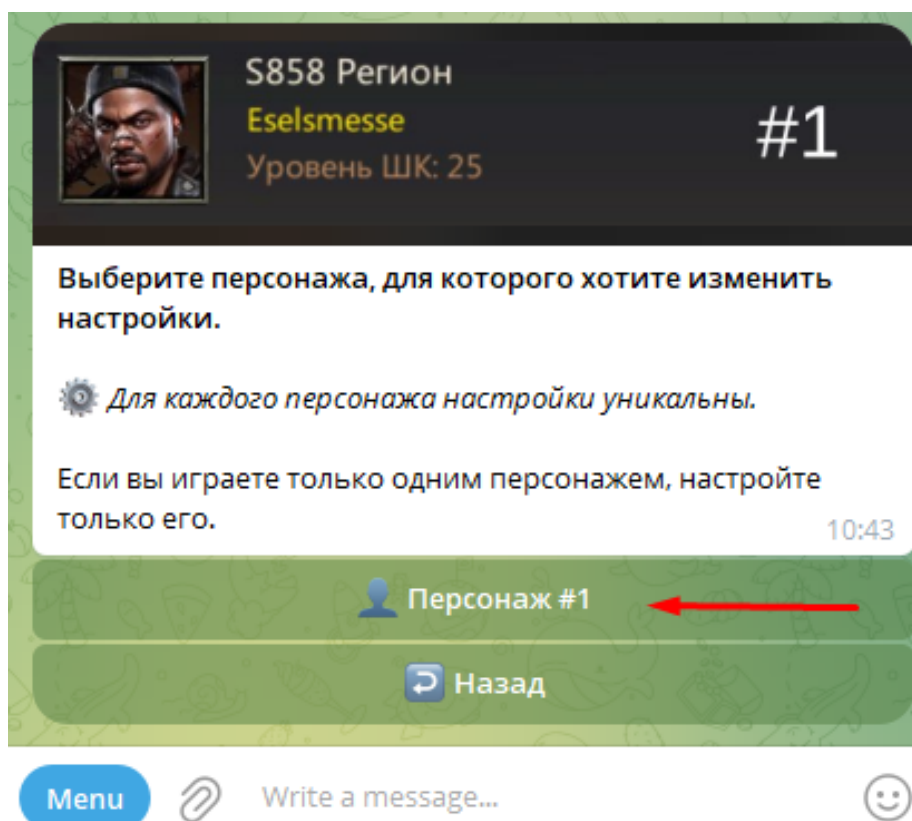 S858 Регион
Eselsmesse
Уровень ШК: 25
#1
Выберите персонажа, для которого хотите изменить
настройки.
Для каждого персонажа настройки уникальны.
Если вы играете только одним персонажем, настройте
только его.
10:43
Персонаж #1
Назад
Menu
Write a message...